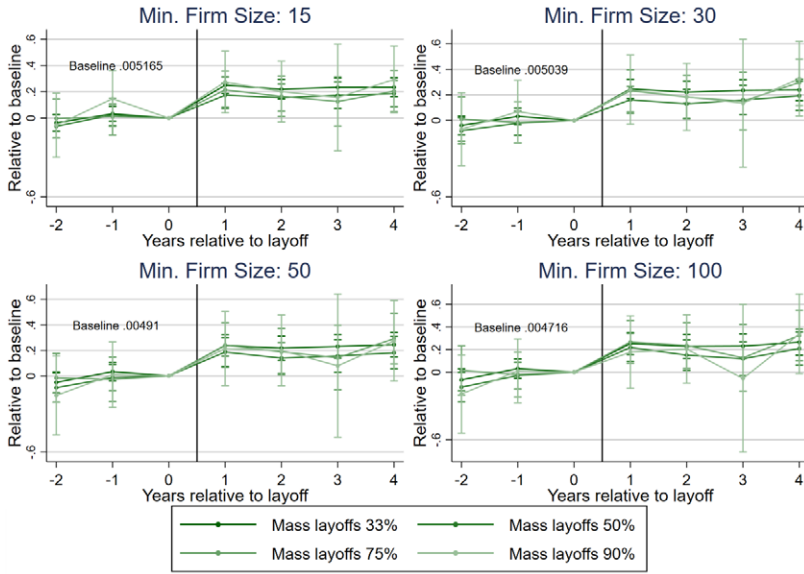 Min. Firm Size: 15
Relative to baseline
.6
.4
.2
0
-.6
Baseline .005165
-2 -1 0 1 2 3 4
Years relative to layoff
Min. Firm Size: 30
Relative to baseline
.6
.4
.2
0
-.6
Baseline .005039
-2 -1 0 1 2 3 4
Years relative to layoff
Min. Firm Size: 50
Relative to baseline
.6
.4
.2
0
-.6
Baseline .00491
-2 -1 0 1 2 3 4
Years relative to layoff
Min. Firm Size: 100
Relative to baseline
.6
.4
.2
0
-.6
Baseline .004716
-2 -1 0 1 2 3 4
Years relative to layoff
Mass layoffs 33% Mass layoffs 50%
Mass layoffs 75% Mass layoffs 90%